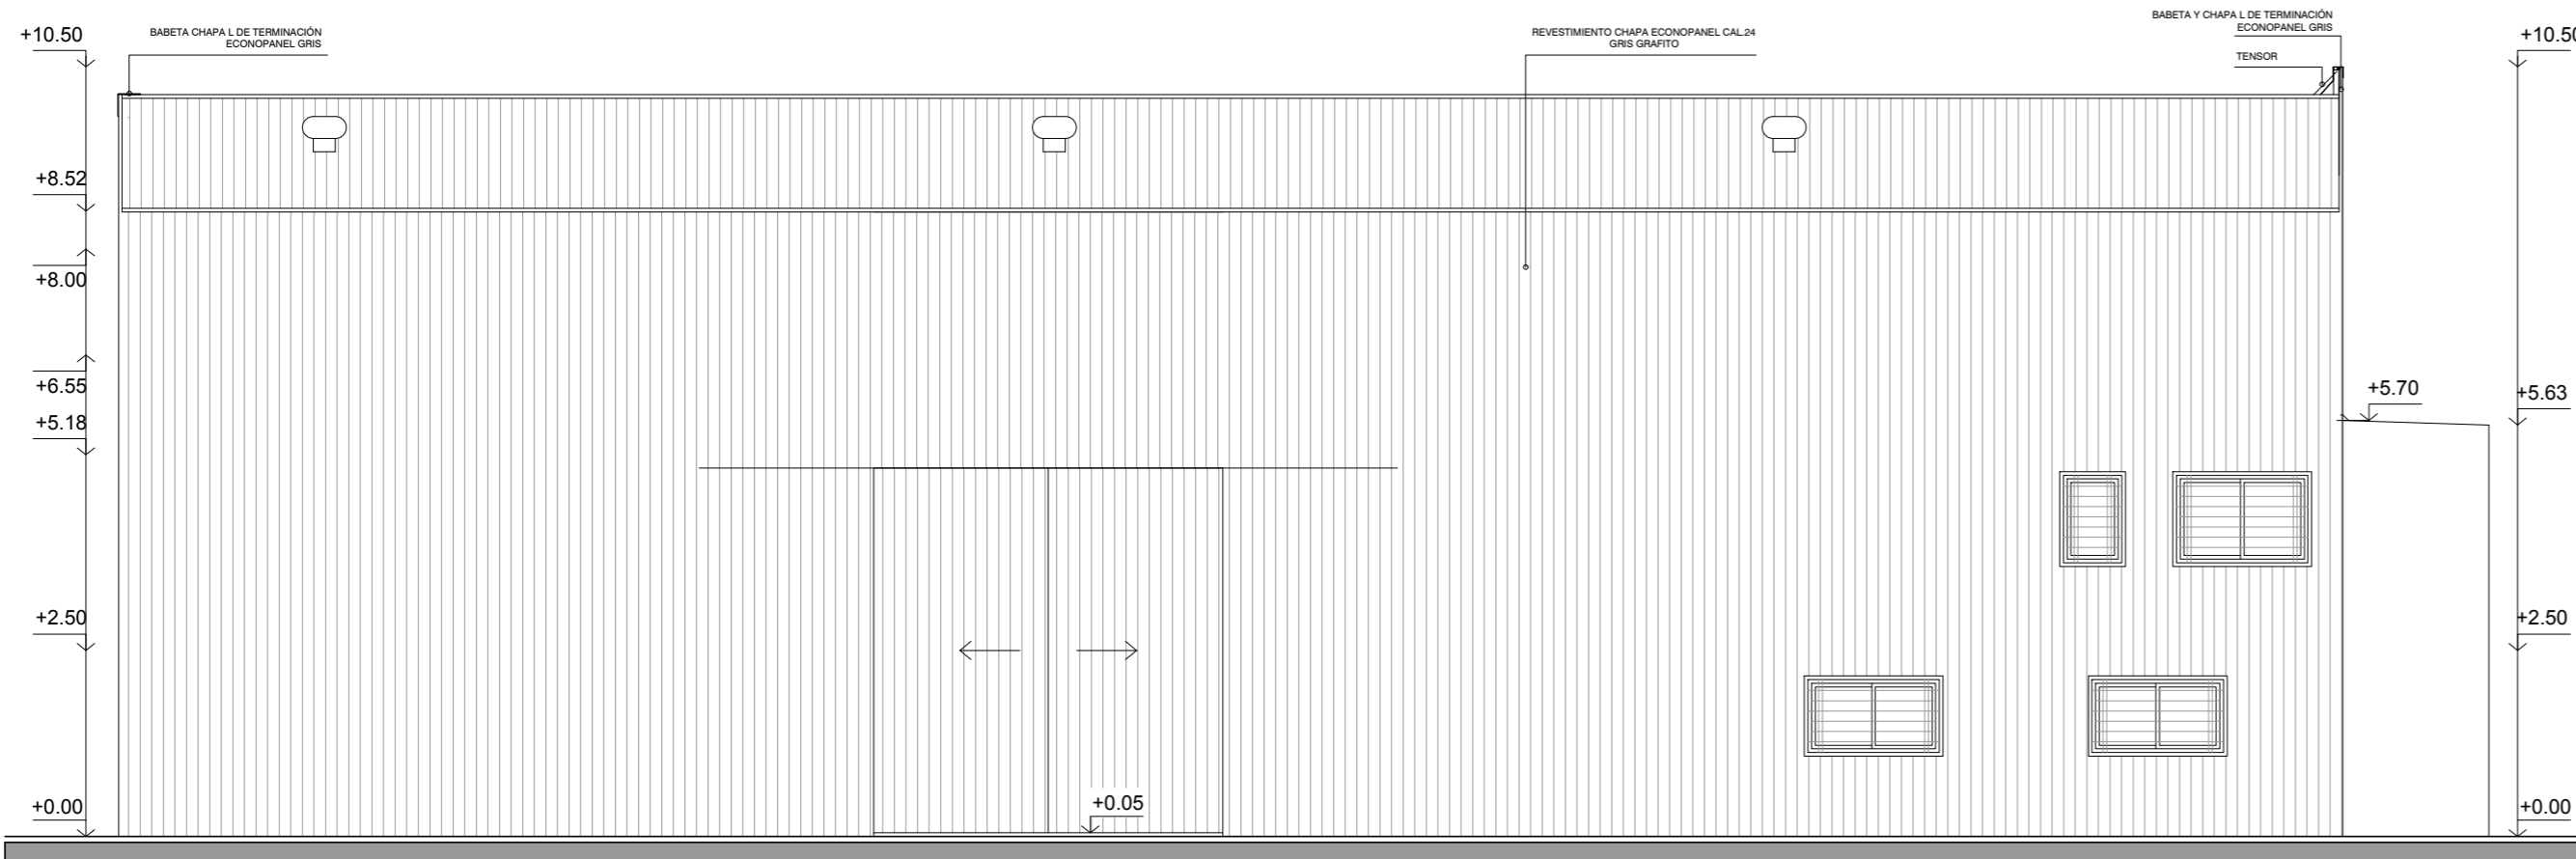 BABETA Y CHAPA L DE TERMINACIÓN
ECONOPANEL GRIS
+10.50
BABETA CHAPA L DE TERMINACIÓN
ECONOPANEL GRIS
REVESTIMIENTO CHAPA ECONOPANEL CAL.24
GRIS GRAFITO
+10.50
TENSOR
+8.52
+8.00
+6.55
+5.70
+5.63
+5.18
+2.50
+2.50
+0.05
+0.00
+0.00